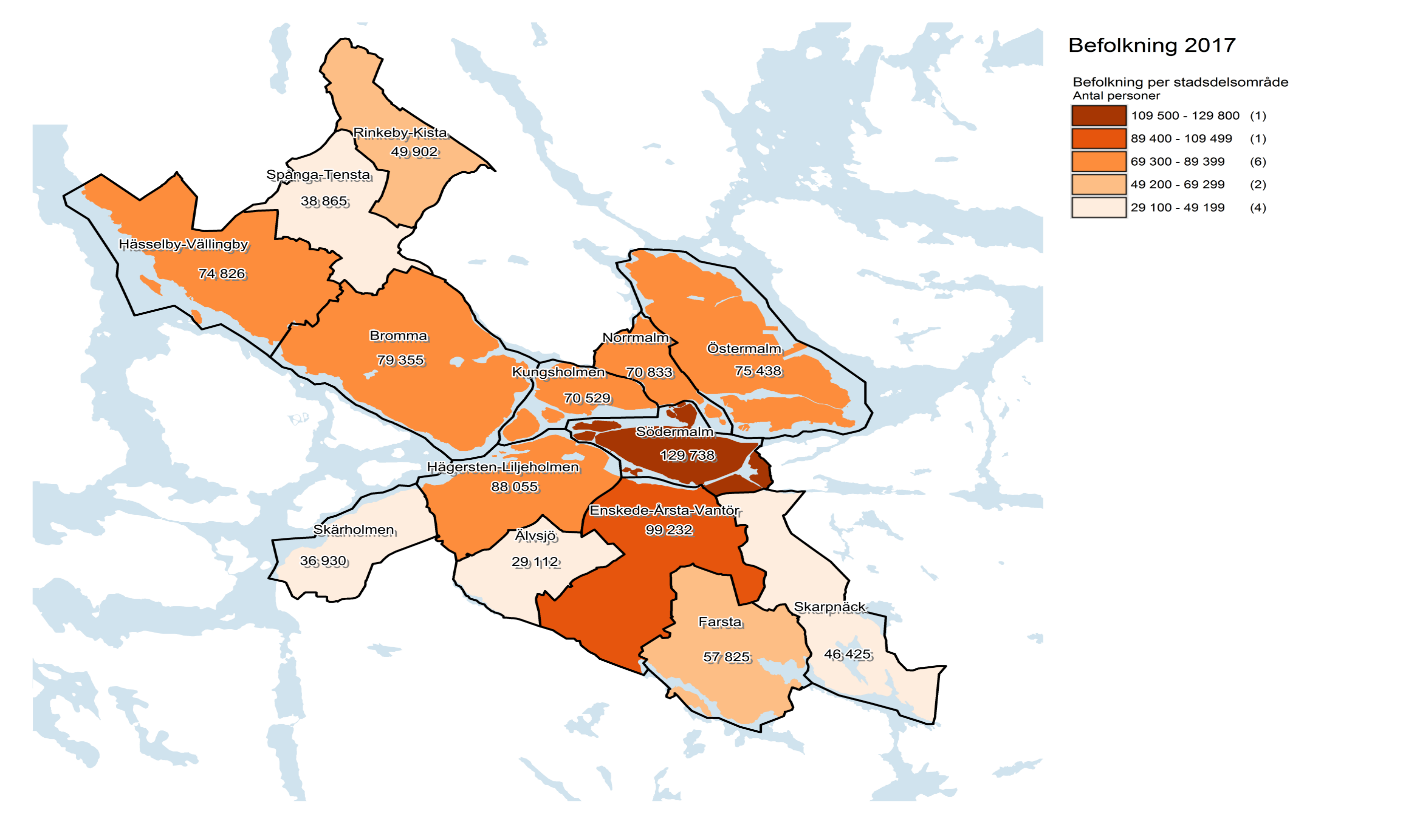 Befolkning 2017
Befolkning per stadsdelsområde
Antal personer
109 500 - 129 800 (1)
89 400 - 109 499 (1)
69 300 - 89 399 (6)
49 200 - 69 299 (2)
29 100 - 49 199 (4)
Rinkeby-Kista
49 902
Spånga-Tensta
38 865
Hässelby-Vällingby
74 826
Bromma
79 355
Norrmalm
70 833
Östermalm
75 438
Kungsholmen
70 529
Södermalm
129 738
Hägersten-Liljeholmen
88 055
Enskede-Årsta-Vantör
99 232
Skärholmen
36 930
Älvsjö
29 112
Skarpnäck
46 425
Farsta
57 825